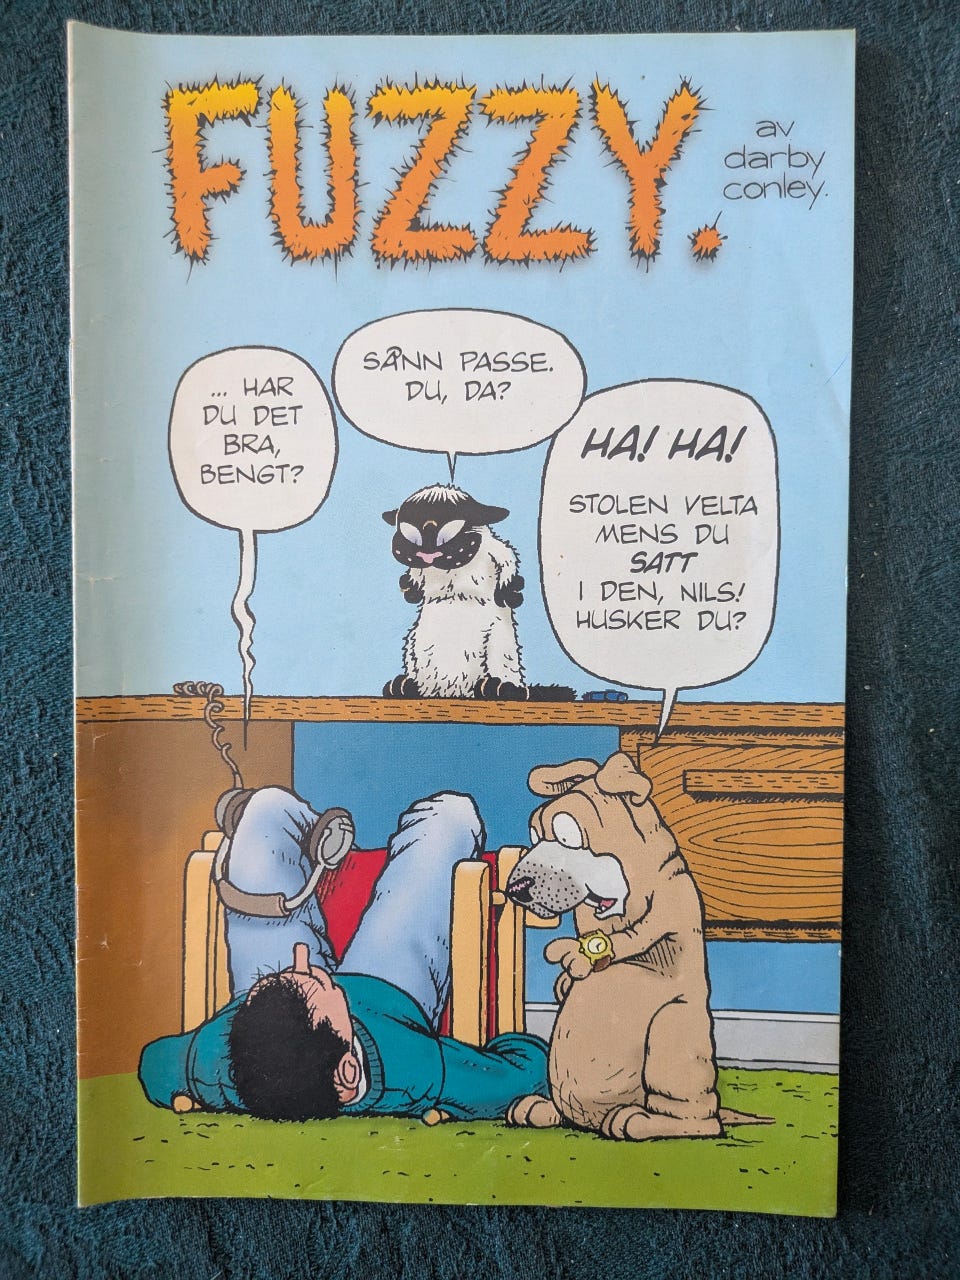 FUZZY.
av
darby
conley.
... HAR
DU DET
BRA,
BENGT?
SÅNN PASSE.
DU, DA?
HA! HA!
STOLEN VELTA
MENS DU
SATT
I DEN, NILS!
HUSKER DU?